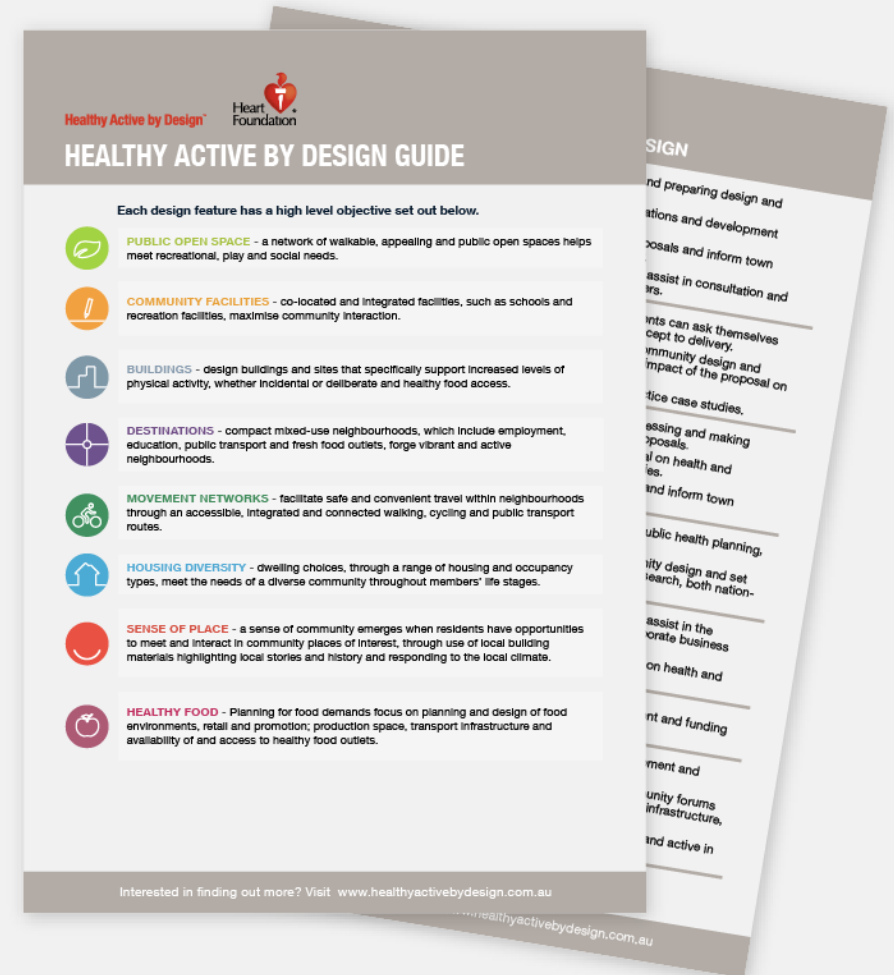 Healthy Active by Design™
Heart
Foundation
HEALTHY ACTIVE BY DESIGN GUIDE
Each design feature has a high level objective set out below.
PUBLIC OPEN SPACE - a network of walkable, appealing and public open spaces helps
meet recreational, play and social needs.
COMMUNITY FACILITIES - co-located and integrated facilities, such as schools and
recreation facilities, maximise community interaction.
BUILDINGS - design buildings and sites that specifically support increased levels of
physical activity, whether incidental or deliberate and healthy food access.
DESTINATIONS - compact mixed-use neighbourhoods, which include employment,
education, public transport and fresh food outlets, forge vibrant and active
neighbourhoods.
MOVEMENT NETWORKS - facilitate safe and convenient travel within neighbourhoods
through an accessible, integrated and connected walking, cycling and public transport
routes.
HOUSING DIVERSITY - dwelling choices, through a range of housing and occupancy
types, meet the needs of a diverse community throughout members' life stages.
SENSE OF PLACE - a sense of community emerges when residents have opportunities
to meet and interact in community places of interest, through use of local building
materials highlighting local stories and history and responding to the local climate.
HEALTHY FOOD - Planning for food demands focus on planning and design of food
environments, retail and promotion; production space, transport infrastructure and
availability of and access to healthy food outlets.
Interested in finding out more? Visit www.healthyactivebydesign.com.au
SIGN
nd preparing design and
ations and development
posals and inform town
assist in consultation and
ers.
ents can ask themselves
cept to delivery.
mmunity design and
impact of the proposal on
tice case studies.
essing and making
oposals.
al on health and
ies.
and inform town
ublic health planning,
nity design and set
search, both nation-
assist in the
porate business
on health and
nt and funding
ment and
unity forums
infrastructure,
and active in
healthyactivebydesign.com.au